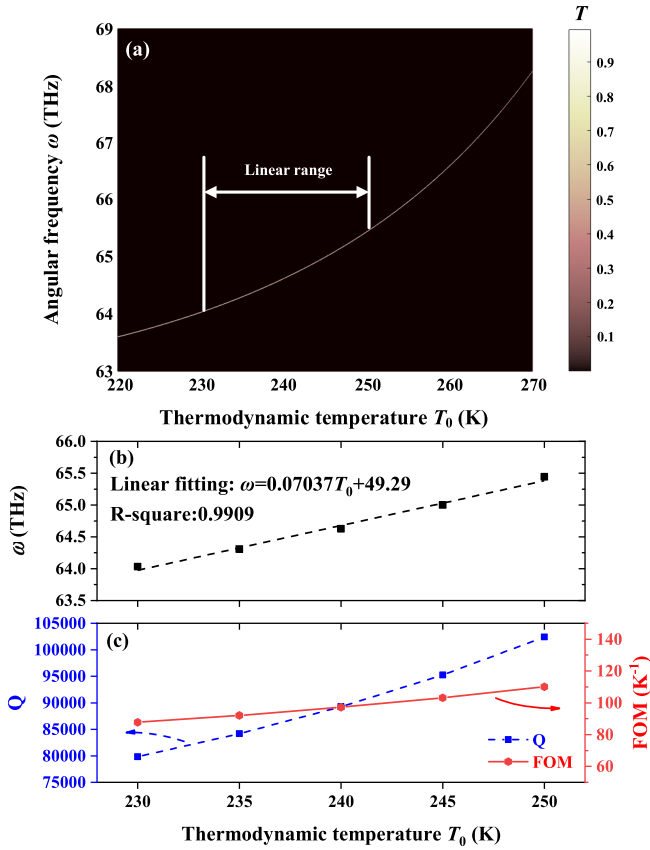 T
69
(a)
0.9
68
0.8
67
0.7
Linear range
0.6
66
0.5
65
0.4
0.3
64
0.2
0.1
63
Angular frequency ω (THz)
220 230 240 250 260 270
Thermodynamic temperature T₀ (K)
66.0
(b)
65.5
Linear fitting: ω=0.07037T₀+49.29
65.0
R-square:0.9909
64.5
64.0
63.5
ω (THz)
105000
(c)
140
100000
120
95000
100
90000
85000
80
Q
80000
FOM
60
75000
Q
FOM (K⁻¹)
230 235 240 245 250
Thermodynamic temperature T₀ (K)